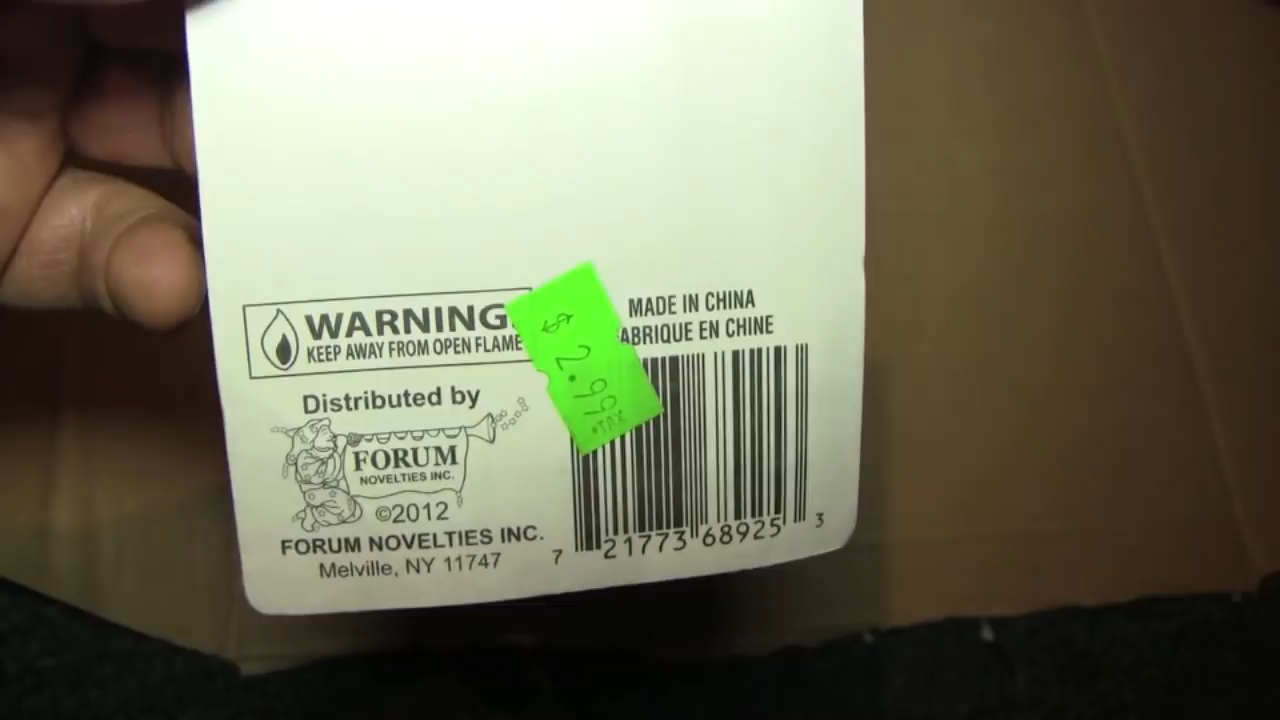 WARNING
KEEP AWAY FROM OPEN FLAME
Distributed by
FORUM
NOVELTIES INC.
©2012
FORUM NOVELTIES INC.
Melville, NY 11747
$2.99
+TAX
MADE IN CHINA
ABRIQUE EN CHINE
7 21773 68925 3